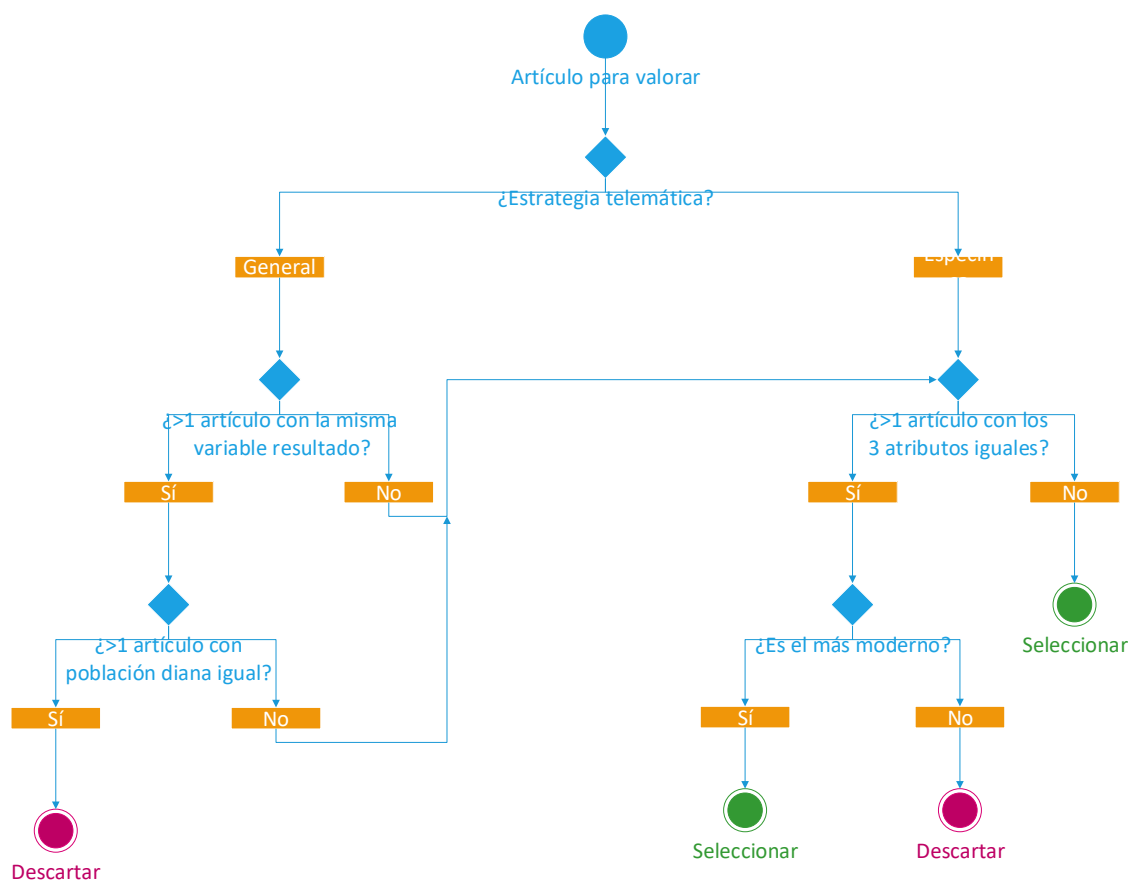 Artículo para valorar
¿Estrategia telemática?
General
¿>1 artículo con la misma
variable resultado?
¿>1 artículo con los
3 atributos iguales?
Sí
No
Sí
No
¿>1 artículo con
población diana igual?
¿Es el más moderno?
Seleccionar
Sí
No
Sí
No
Seleccionar
Descartar
Descartar